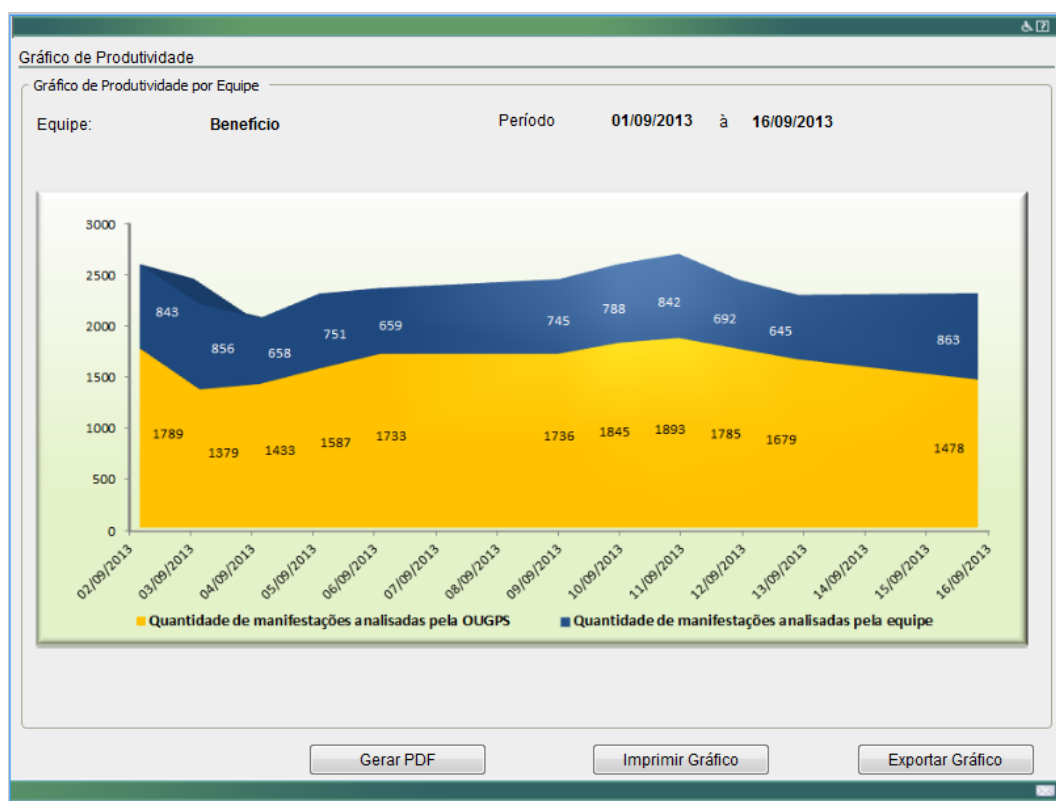 Gráfico de Produtividade
Gráfico de Produtividade por Equipe
Equipe: Benefício Período 01/09/2013 à 16/09/2013
3000
2500
2000
1500
1000
500
0
843 856 658 751 659 745 788 842 692 645 863
1789 1379 1433 1587 1733 1736 1845 1893 1785 1679 1478
02/09/2013 03/09/2013 04/09/2013 05/09/2013 06/09/2013 07/09/2013 08/09/2013 09/09/2013 10/09/2013 11/09/2013 12/09/2013 13/09/2013 14/09/2013 15/09/2013 16/09/2013
Quantidade de manifestações analisadas pela OUGPS Quantidade de manifestações analisadas pela equipe
Gerar PDF Imprimir Gráfico Exportar Gráfico